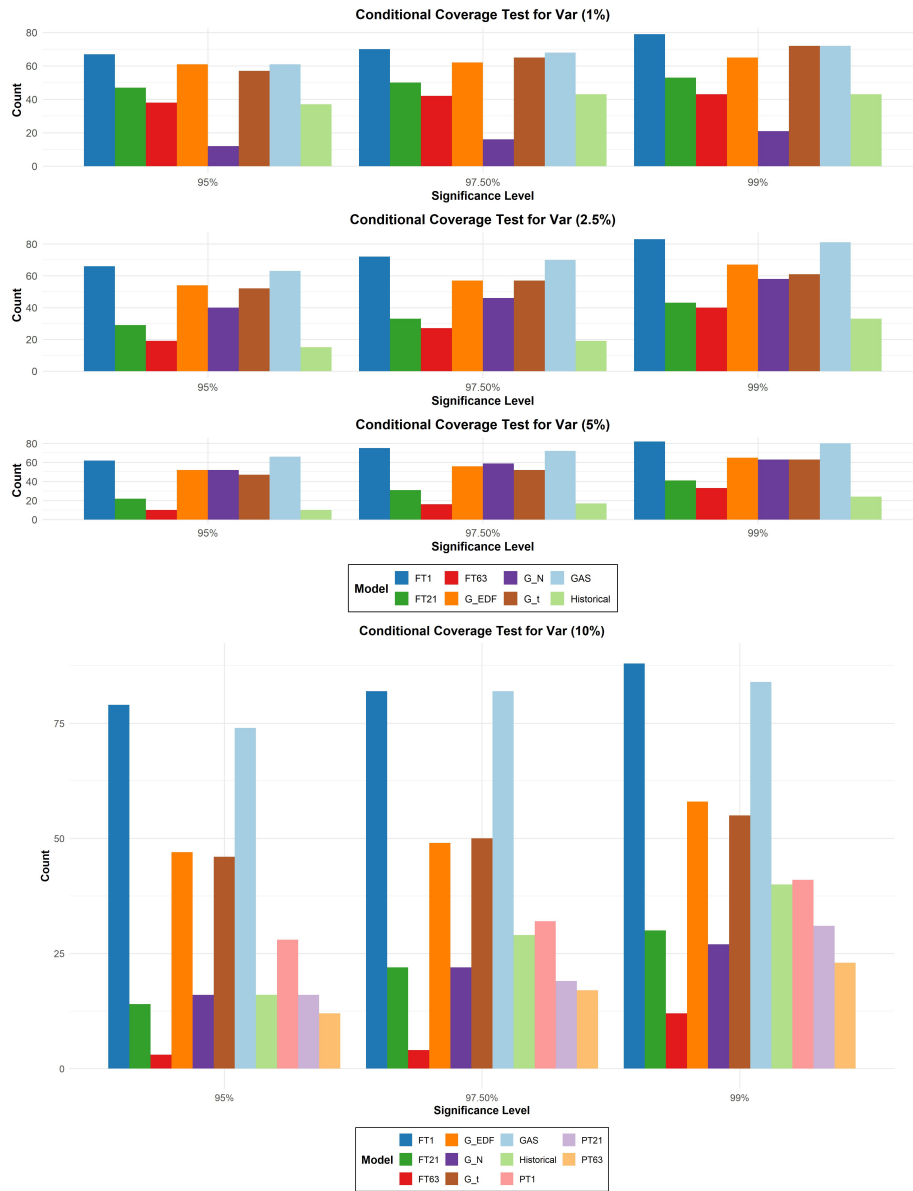 Conditional Coverage Test for Var (1%)
80
60
40
20
0
Count
95%
97.50%
99%
Significance Level
Conditional Coverage Test for Var (2.5%)
80
60
40
20
0
Count
95%
97.50%
99%
Significance Level
Conditional Coverage Test for Var (5%)
80
60
40
20
0
Count
95%
97.50%
99%
Significance Level
Model
FT1
FT63
G_N
GAS
FT21
G_EDF
G_t
Historical
Conditional Coverage Test for Var (10%)
75
50
25
0
Count
95%
97.50%
99%
Significance Level
Model
FT1
G_EDF
GAS
PT21
FT21
G_N
Historical
PT63
FT63
G_t
PT1